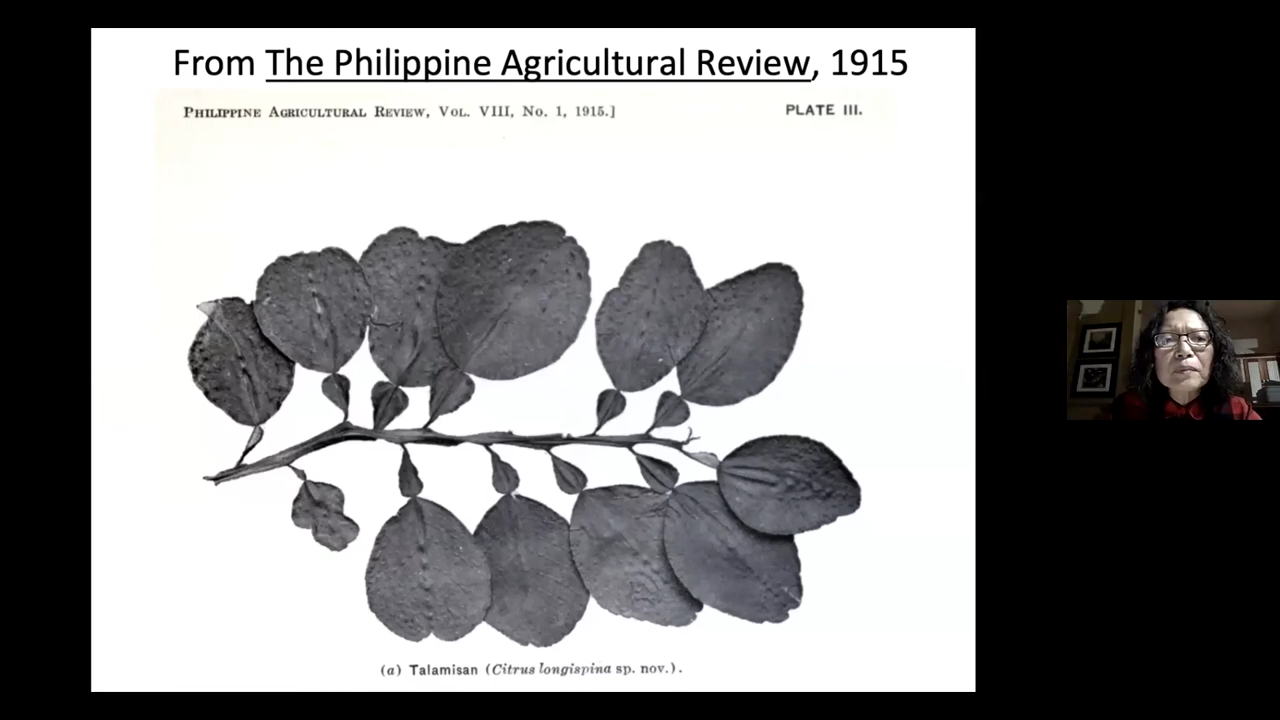 From The Philippine Agricultural Review, 1915
PHILIPPINE AGRICULTURAL REVIEW, VOL. VIII, NO. 1, 1915.] PLATE III.
(a) Talamisan (Citrus longispina sp. nov.).